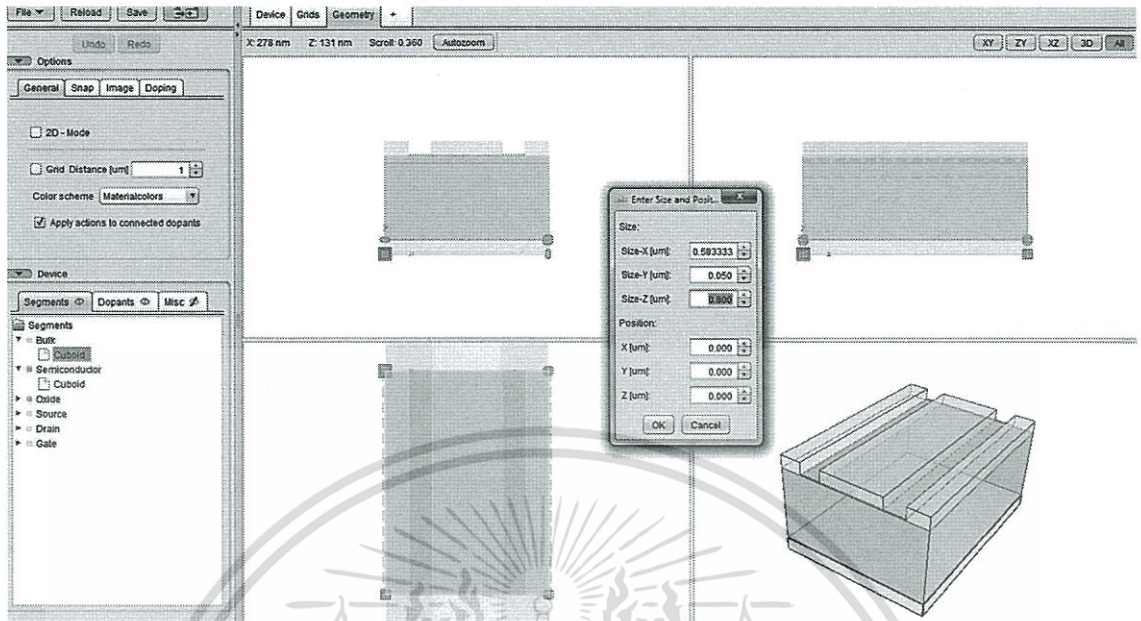 File Reload Save
Undo Redo
Options
General Snap Image Doping
2D - Mode
Grid Distance [um] 1
Color scheme Materialcolors
Apply actions to connected dopants
Device
Segments Dopants Misc
Segments
Bulk
Cuboid
Semiconductor
Cuboid
Oxide
Source
Drain
Gate
Device Grids Geometry +
X: 278 nm Z: 131 nm Scroll: 0.360 Autozoom
XY ZY XZ 3D All
Enter Size and Posit...
Size:
Size-X [um]: 0.583333
Size-Y [um]: 0.050
Size-Z [um]: 0.800
Position:
X [um]: 0.000
Y [um]: 0.000
Z [um]: 0.000
OK Cancel